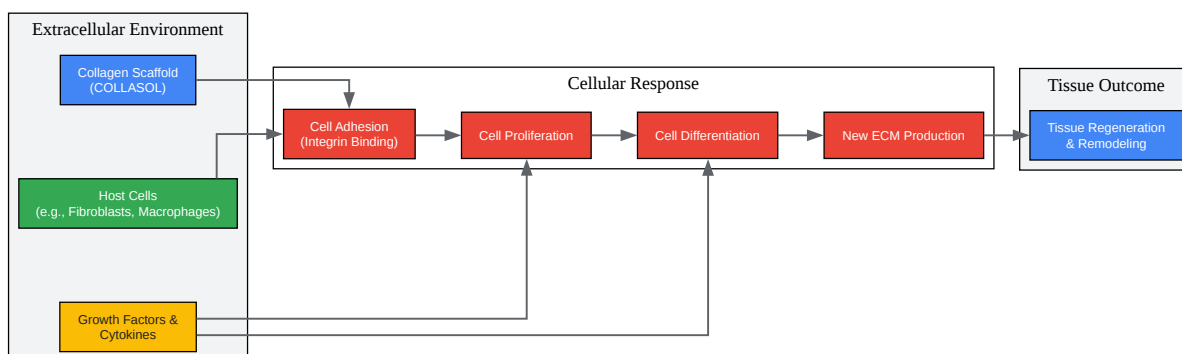 Extracellular Environment
Collagen Scaffold
(COLLASOL)
Host Cells
(e.g., Fibroblasts, Macrophages)
Growth Factors &
Cytokines
Cellular Response
Cell Adhesion
(Integrin Binding)
Cell Proliferation
Cell Differentiation
New ECM Production
Tissue Outcome
Tissue Regeneration
& Remodeling